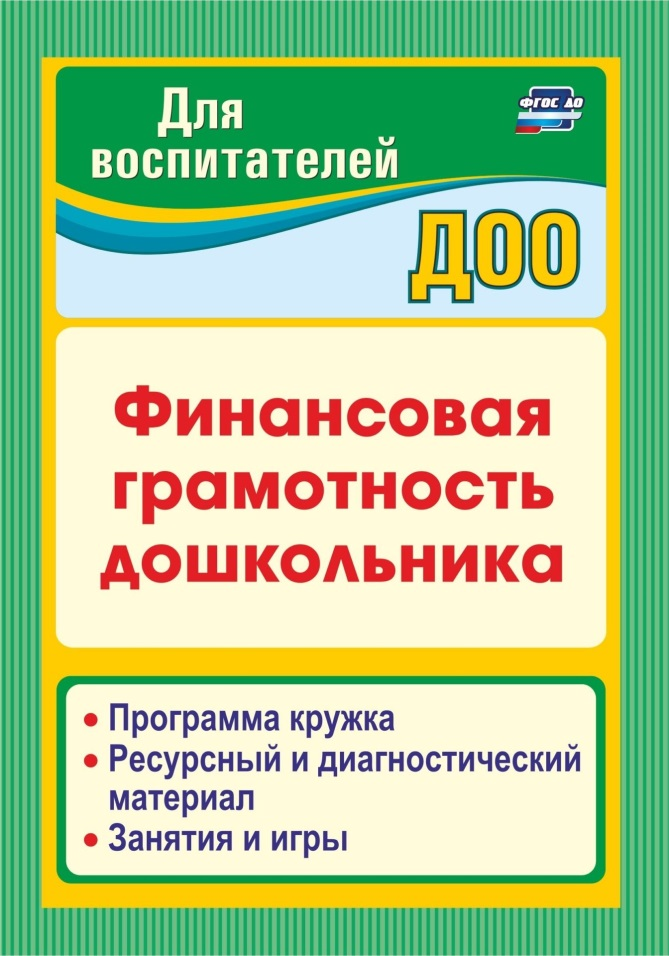 Для
воспитателей
ФГОС ДО
ДОО
Финансовая
грамотность
дошкольника
• Программа кружка
• Ресурсный и диагностический
материал
• Занятия и игры